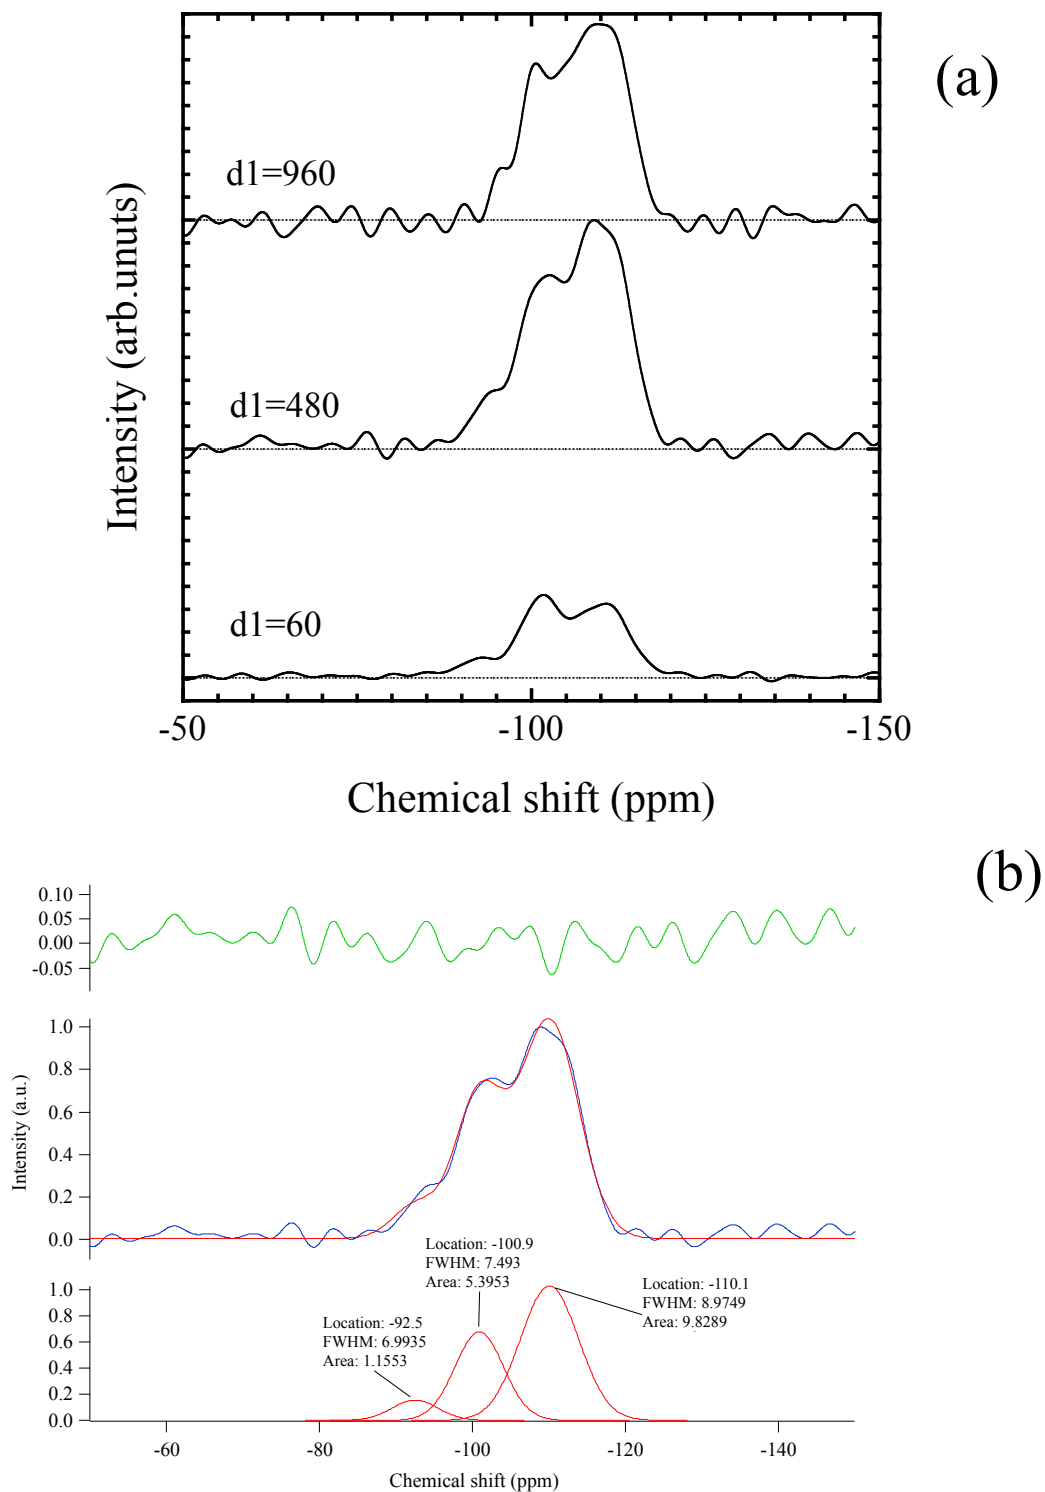 (a)
d1=960
d1=480
d1=60
Intensity (arb.unuts)
-50
-100
-150
Chemical shift (ppm)
(b)
0.10
0.05
0.00
-0.05
1.0
0.8
0.6
0.4
0.2
0.0
Intensity (a.u.)
Location: -100.9
FWHM: 7.493
Area: 5.3953
Location: -110.1
FWHM: 8.9749
Area: 9.8289
Location: -92.5
FWHM: 6.9935
Area: 1.1553
1.0
0.8
0.6
0.4
0.2
0.0
-60
-80
-100
-120
-140
Chemical shift (ppm)